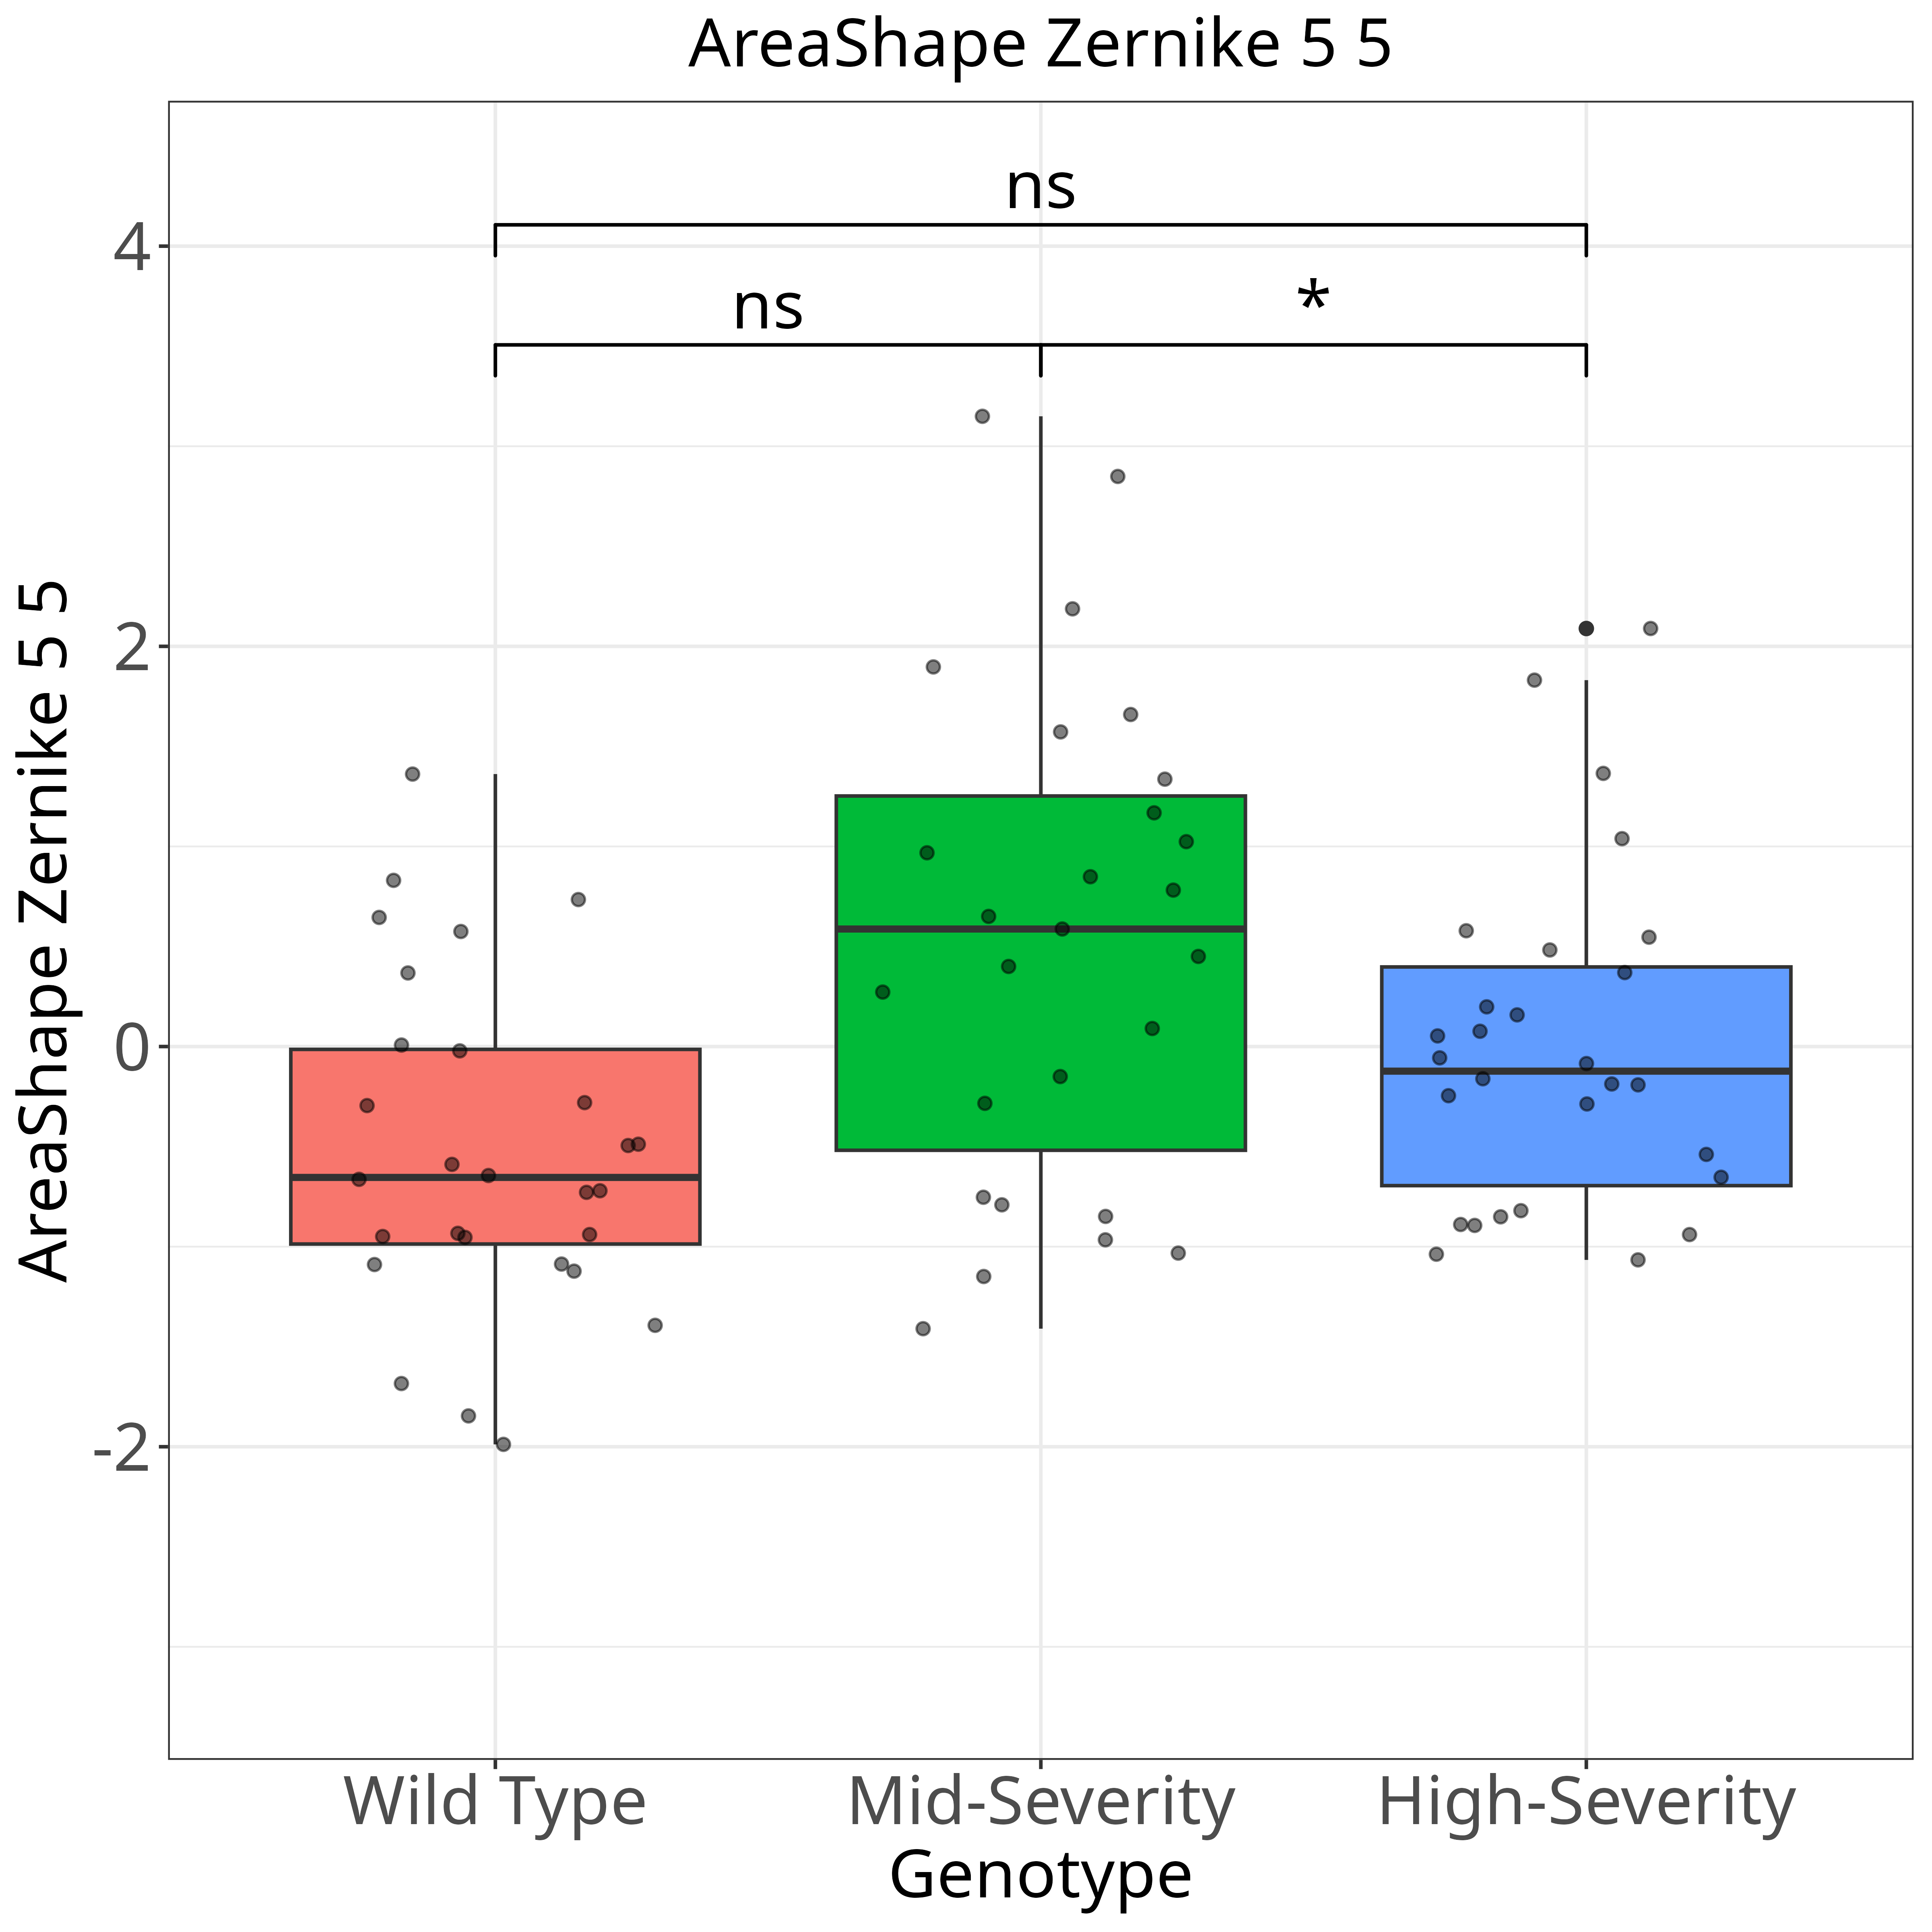 AreaShape Zernike 5 5
ns
ns *
4
2
0
-2
AreaShape Zernike 5 5
Wild Type Mid-Severity High-Severity
Genotype